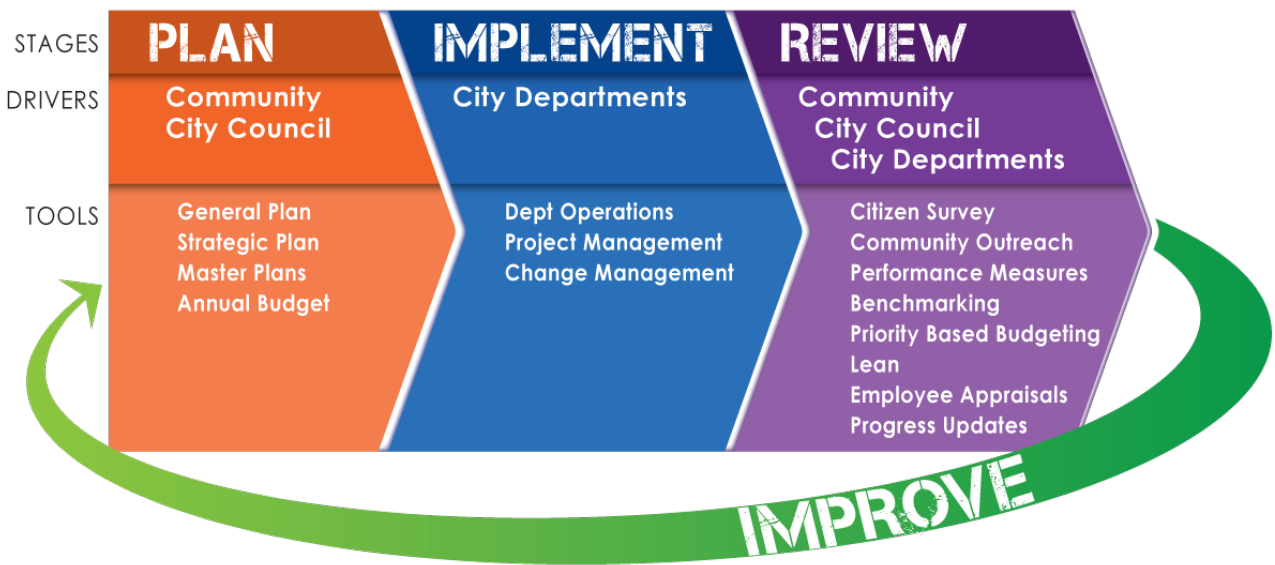 STAGES
PLAN
IMPLEMENT
REVIEW
DRIVERS
Community
City Council
City Departments
Community
City Council
City Departments
TOOLS
General Plan
Strategic Plan
Master Plans
Annual Budget
Dept Operations
Project Management
Change Management
Citizen Survey
Community Outreach
Performance Measures
Benchmarking
Priority Based Budgeting
Lean
Employee Appraisals
Progress Updates
IMPROVE